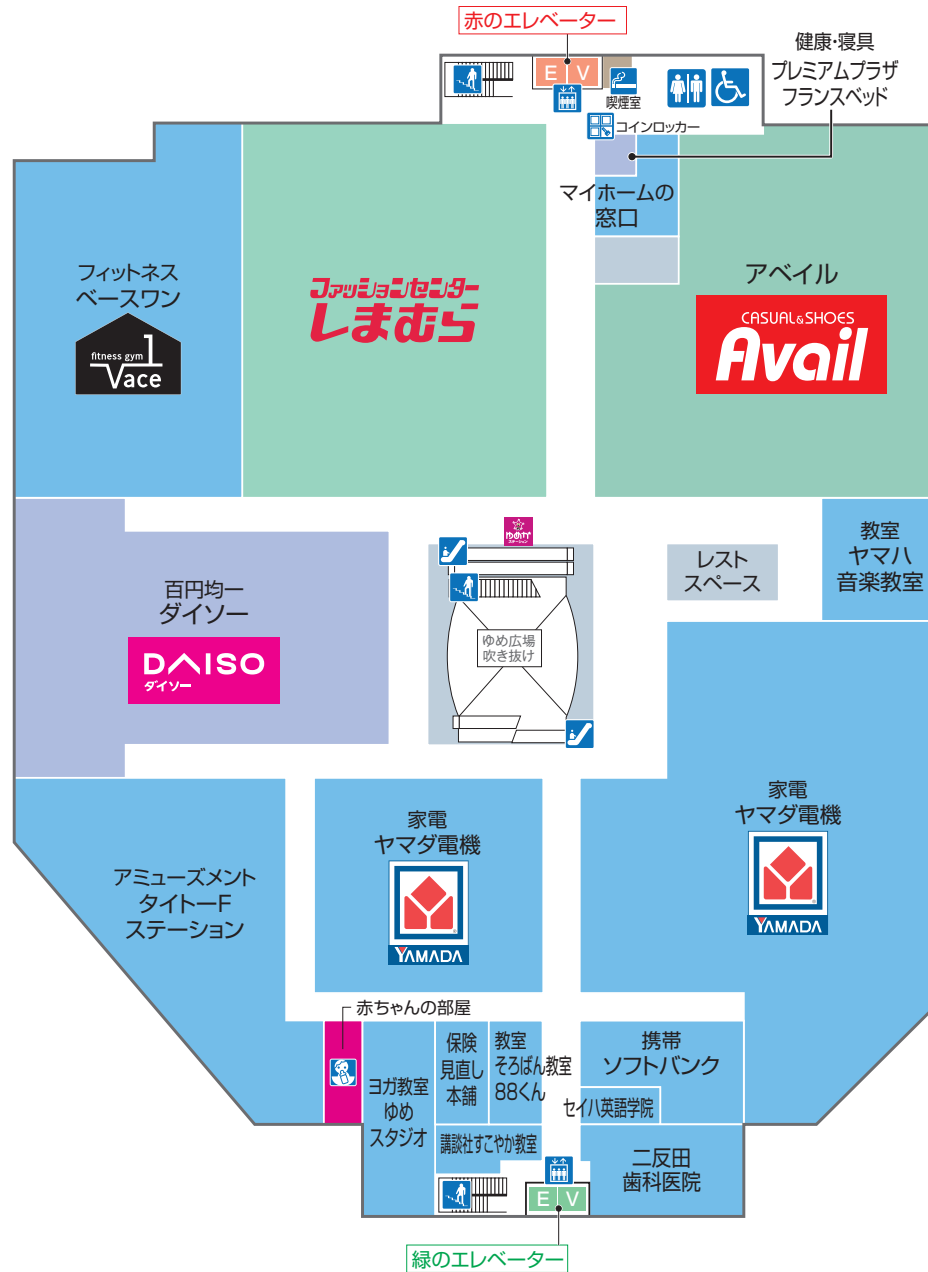 赤のエレベーター
E V
喫煙室
コインロッカー
健康・寝具
プレミアムプラザ
フランスベッド
マイホームの
窓口
フィットネス
ベースワン
fitness gym 1
Vace
ファッションセンター
しまむら
アベイル
CASUAL&SHOES
Avail
百円均一
ダイソー
DAISO
ダイソー
ゆめか
ステーション
ゆめ広場
吹き抜け
レスト
スペース
教室
ヤマハ
音楽教室
アミューズメント
タイトーF
ステーション
家電
ヤマダ電機
YAMADA
家電
ヤマダ電機
YAMADA
赤ちゃんの部屋
ヨガ教室
ゆめ
スタジオ
保険
見直し
本舗
教室
そろばん教室
88くん
講談社すこやか教室
携帯
ソフトバンク
セイハ英語学院
二反田
歯科医院
E V
緑のエレベーター